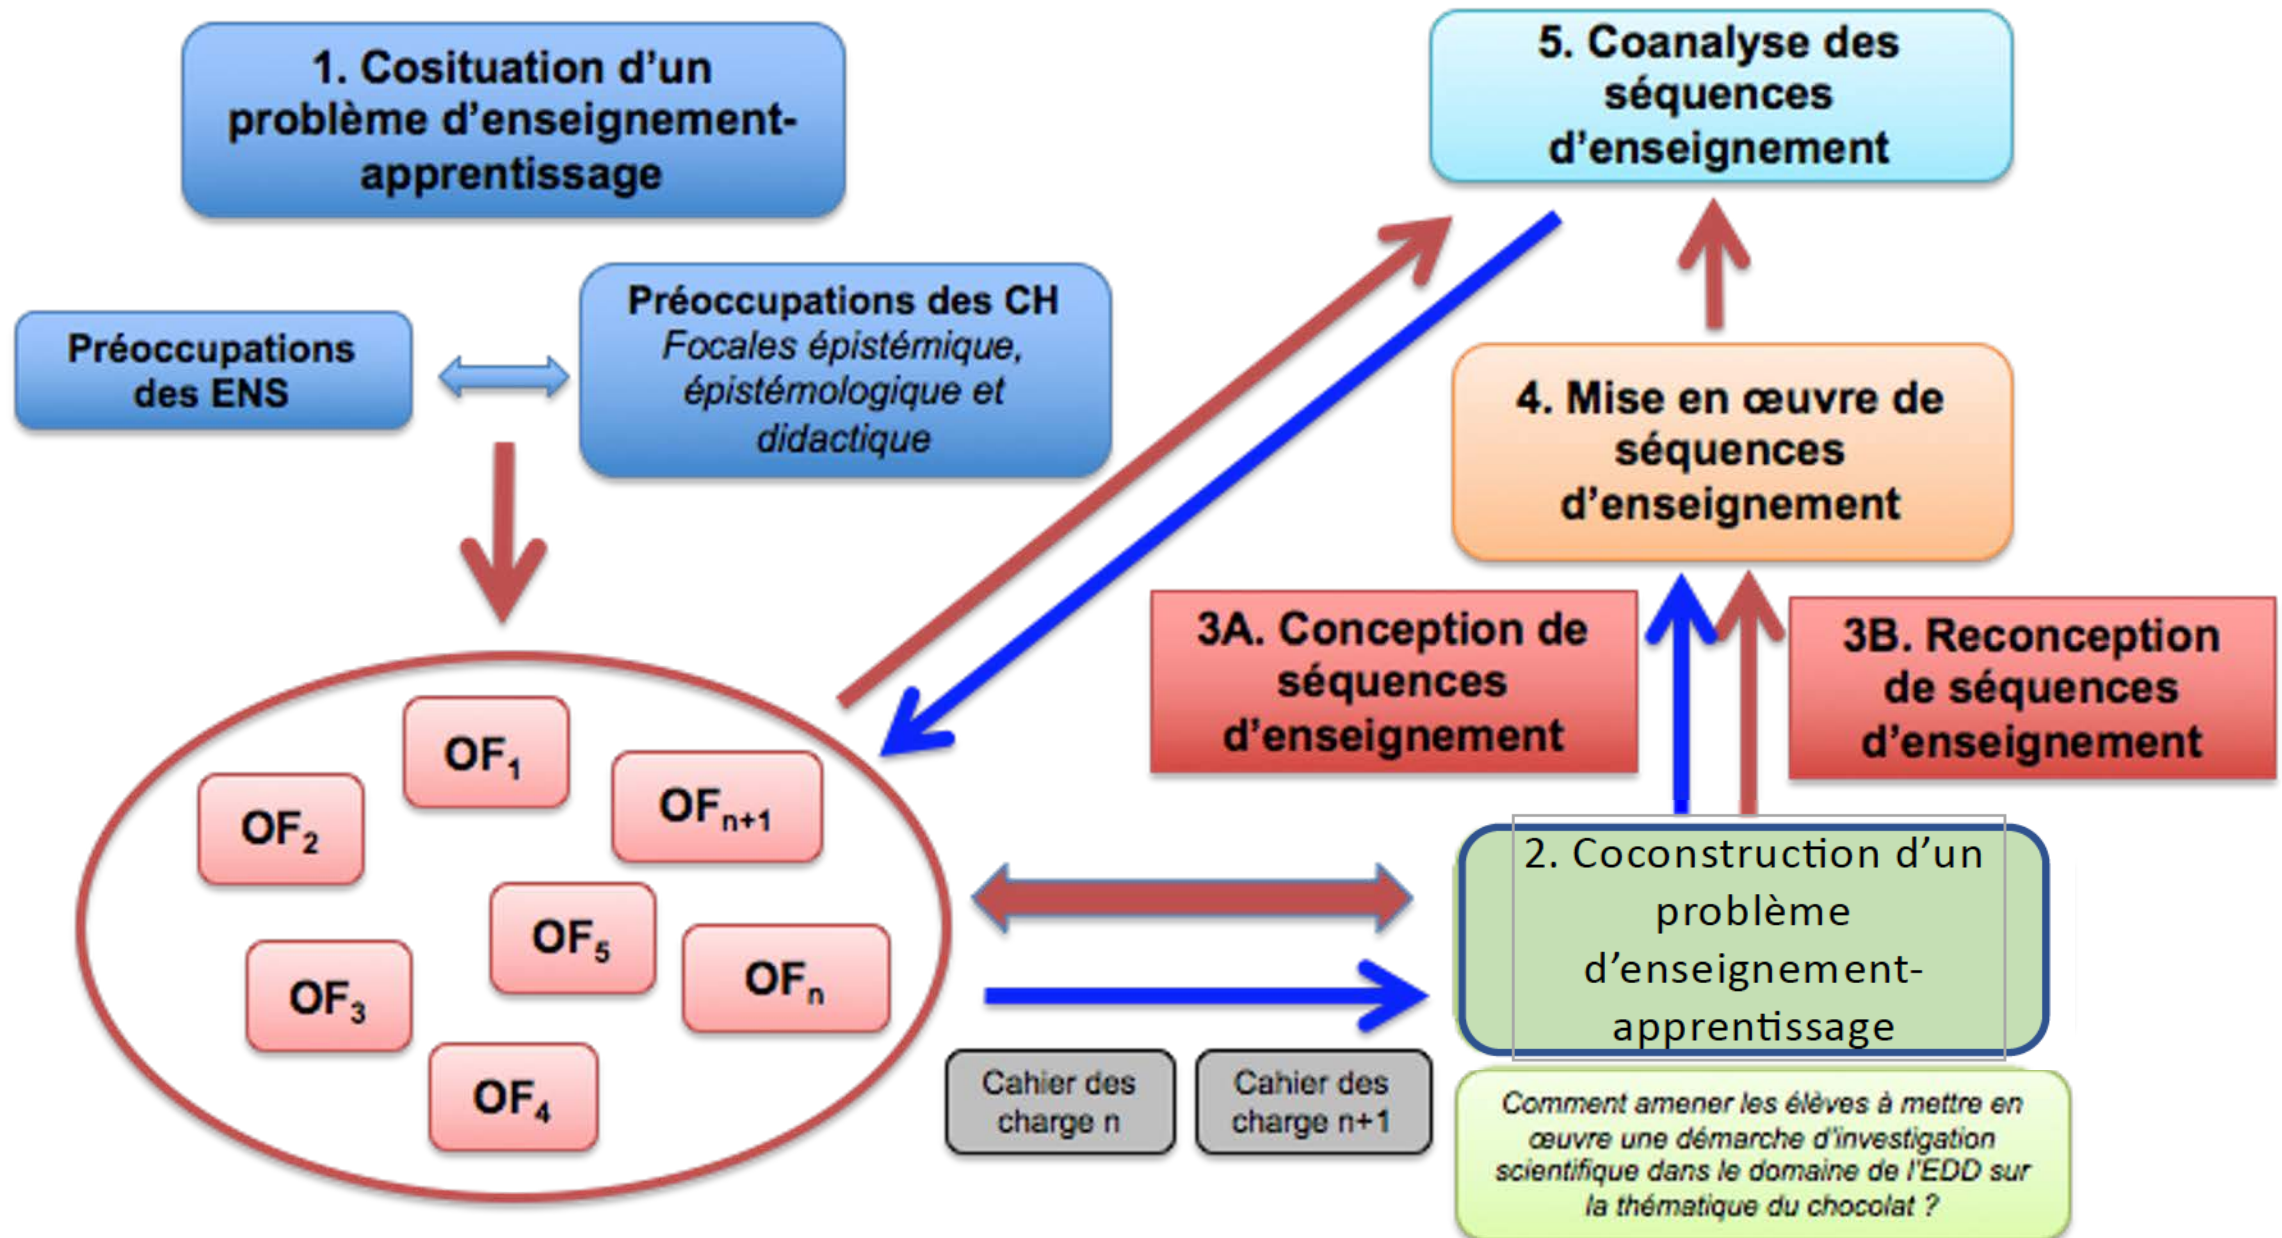 1. Cosituation d’un
problème d’enseignement-
apprentissage
Préoccupations
des ENS
Préoccupations des CH
Focales épistémique,
épistémologique et
didactique
OF1
OF2
OFn+1
OF5
OF3
OFn
OF4
5. Coanalyse des
séquences
d’enseignement
4. Mise en œuvre de
séquences
d’enseignement
3A. Conception de
séquences
d’enseignement
3B. Reconception
de séquences
d’enseignement
2. Coconstruction d’un
problème
d’enseignement-
apprentissage
Cahier des
charge n
Cahier des
charge n+1
Comment amener les élèves à mettre en
œuvre une démarche d'investigation
scientifique dans le domaine de l'EDD sur
la thématique du chocolat ?